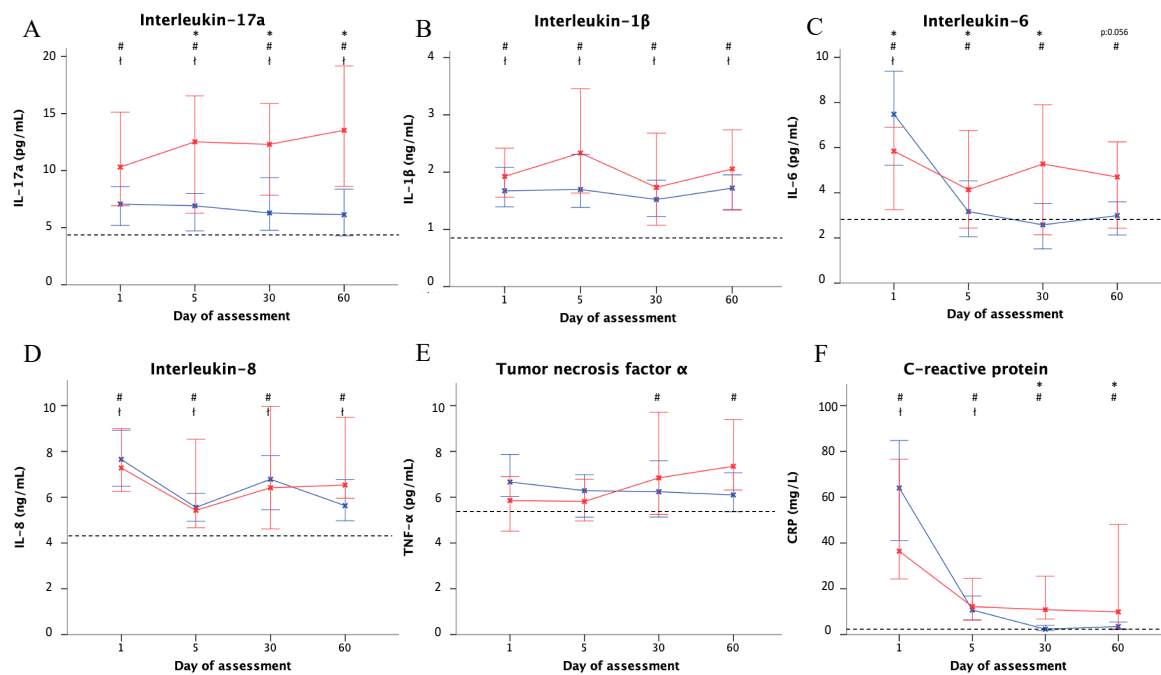 A
Interleukin-17a
* * *
# # # #
ƚ ƚ ƚ ƚ
20
15
10
5
0
IL-17a (pg/mL)
1 5 30 60
Day of assessment
B
Interleukin-1β
# # # #
ƚ ƚ ƚ ƚ
4
3
2
1
0
IL-1β (ng/mL)
1 5 30 60
Day of assessment
C
Interleukin-6
* * * p:0.056
# # # #
ƚ
10
8
6
4
2
0
IL-6 (pg/mL)
1 5 30 60
Day of assessment
D
Interleukin-8
# # # #
ƚ ƚ ƚ ƚ
10
8
6
4
2
0
IL-8 (ng/mL)
1 5 30 60
Day of assessment
E
Tumor necrosis factor α
# #
10
8
6
4
2
0
TNF-α (pg/mL)
1 5 30 60
Day of assessment
F
C-reactive protein
* *
# # # #
ƚ ƚ
100
80
60
40
20
0
CRP (mg/L)
1 5 30 60
Day of assessment